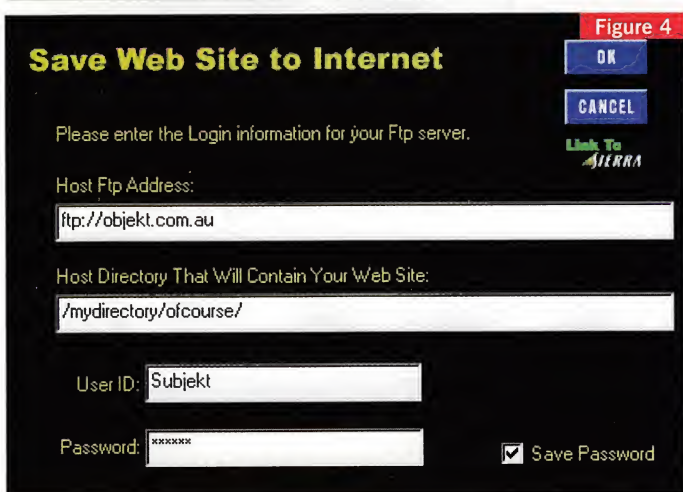 Figure 4
Save Web Site to Internet
OK
CANCEL
Please enter the Login information for your Ftp server.
Link To
SIERRA
Host Ftp Address:
ftp://objekt.com.au
Host Directory That Will Contain Your Web Site:
/mydirectory/ofcourse/
User ID: Subjekt
Password: xxxxxx
Save Password